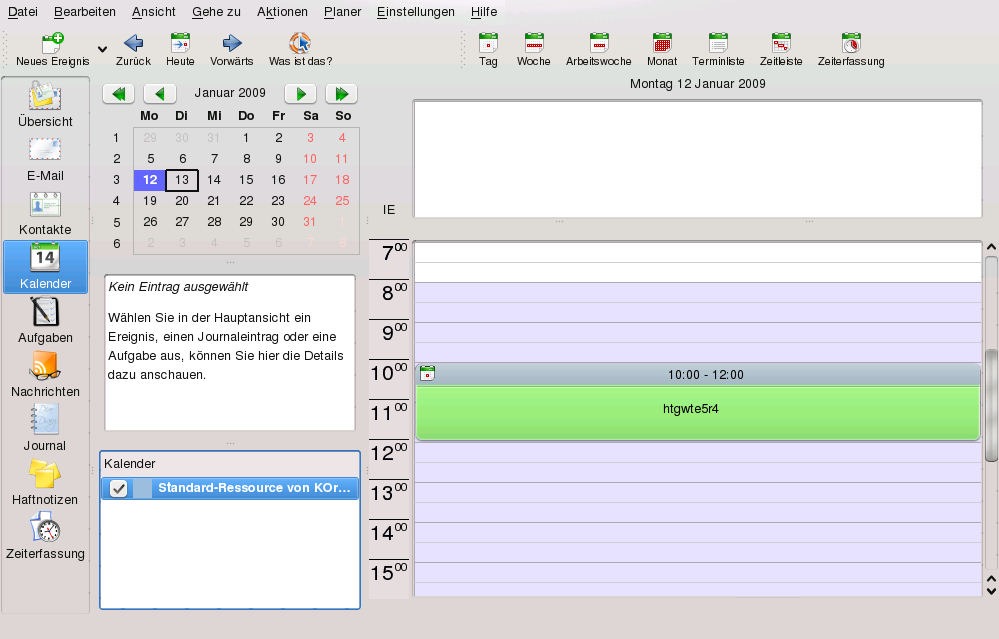 Datei Bearbeiten Ansicht Gehe zu Aktionen Planer Einstellungen Hilfe
Neues Ereignis Zurück Heute Vorwärts Was ist das? Tag Woche Arbeitswoche Monat Terminliste Zeitleiste Zeiterfassung
Übersicht
E-Mail
Kontakte
14
Kalender
Aufgaben
Nachrichten
Journal
Haftnotizen
Zeiterfassung
Januar 2009
Mo Di Mi Do Fr Sa So
1 29 30 31 1 2 3 4
2 5 6 7 8 9 10 11
3 12 13 14 15 16 17 18
4 19 20 21 22 23 24 25
5 26 27 28 29 30 31 1
6 2 3 4 5 6 7 8
Kein Eintrag ausgewählt
Wählen Sie in der Hauptansicht ein
Ereignis, einen Journaleintrag oder eine
Aufgabe aus, können Sie hier die Details
dazu anschauen.
Kalender
Standard-Ressource von KOr...
Montag 12 Januar 2009
IE
7 00
8 00
9 00
10 00
10:00 - 12:00
11 00
htgwte5r4
12 00
13 00
14 00
15 00